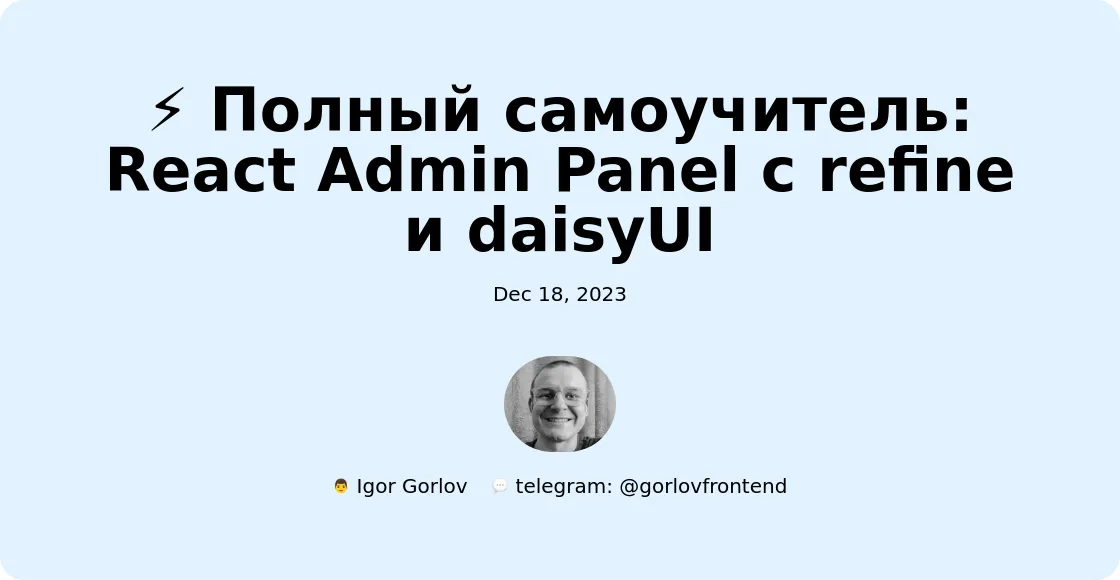 ⚡ Полный самоучитель:
React Admin Panel с refine
и daisyUI
Dec 18, 2023
👨 Igor Gorlov 💬 telegram: @gorlovfrontend